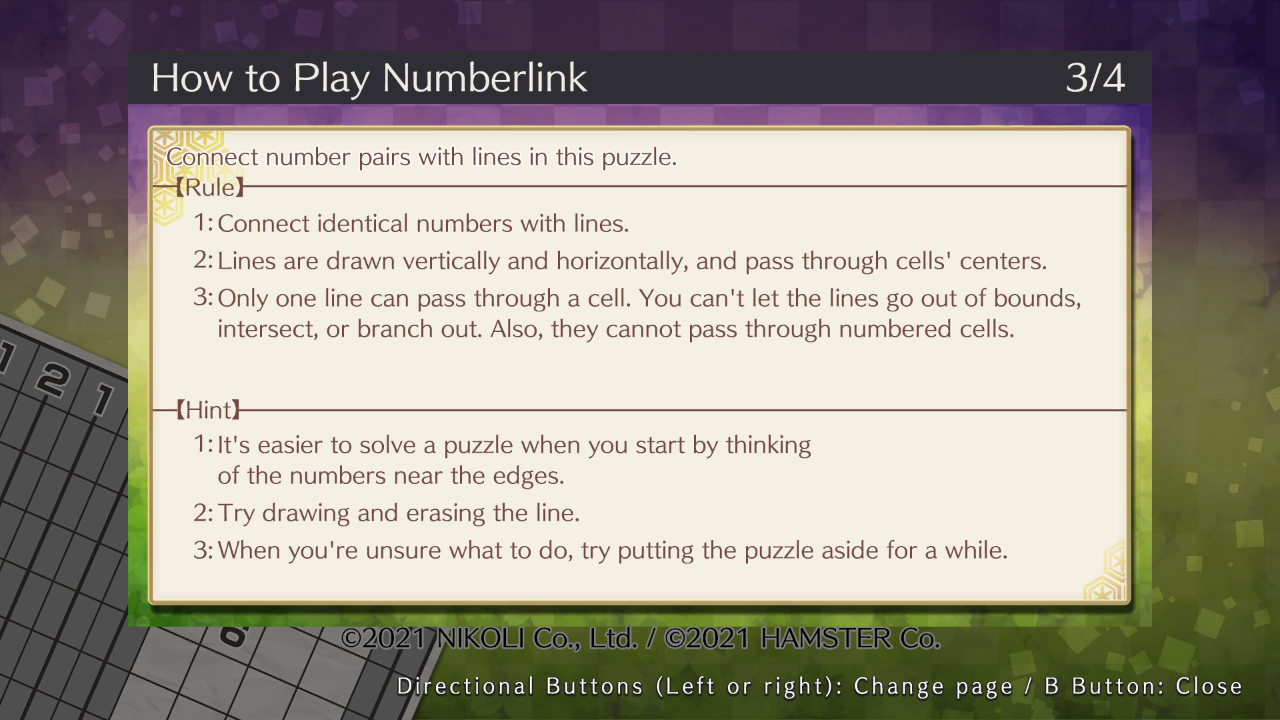 How to Play Numberlink 3/4
Connect number pairs with lines in this puzzle.
【Rule】
1: Connect identical numbers with lines.
2: Lines are drawn vertically and horizontally, and pass through cells' centers.
3: Only one line can pass through a cell. You can't let the lines go out of bounds,
intersect, or branch out. Also, they cannot pass through numbered cells.
1 2 1
【Hint】
1: It's easier to solve a puzzle when you start by thinking
of the numbers near the edges.
2: Try drawing and erasing the line.
3: When you're unsure what to do, try putting the puzzle aside for a while.
6
©2021 NIKOLI Co., Ltd. / ©2021 HAMSTER Co.
Directional Buttons (Left or right): Change page / B Button: Close